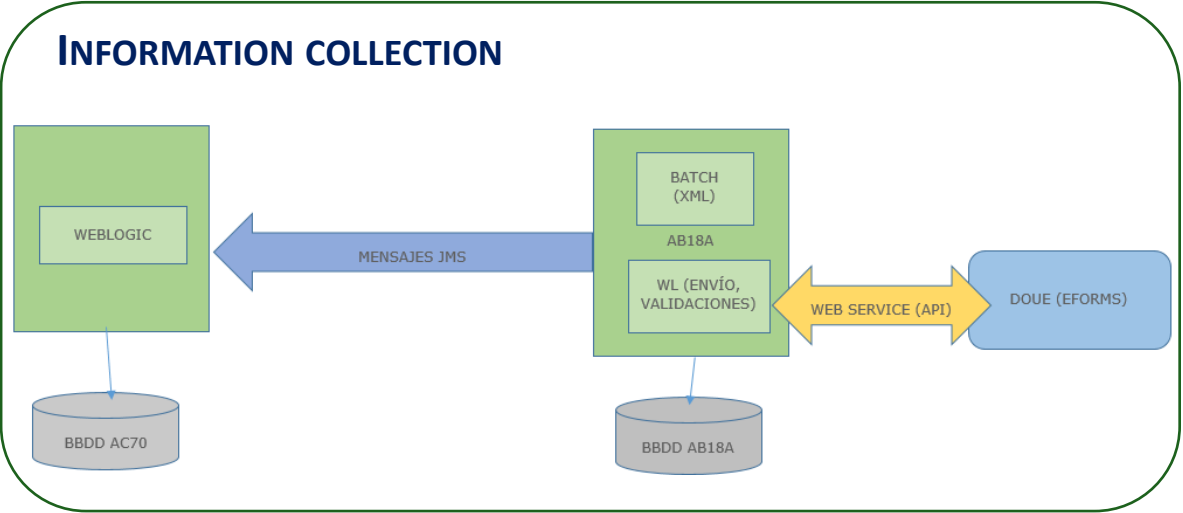 INFORMATION COLLECTION
WEBLOGIC
MENSAJES JMS
BATCH
(XML)
AB18A
WL (ENVÍO,
VALIDACIONES)
WEB SERVICE (API)
DOUE (EFORMS)
BBDD AC70
BBDD AB18A